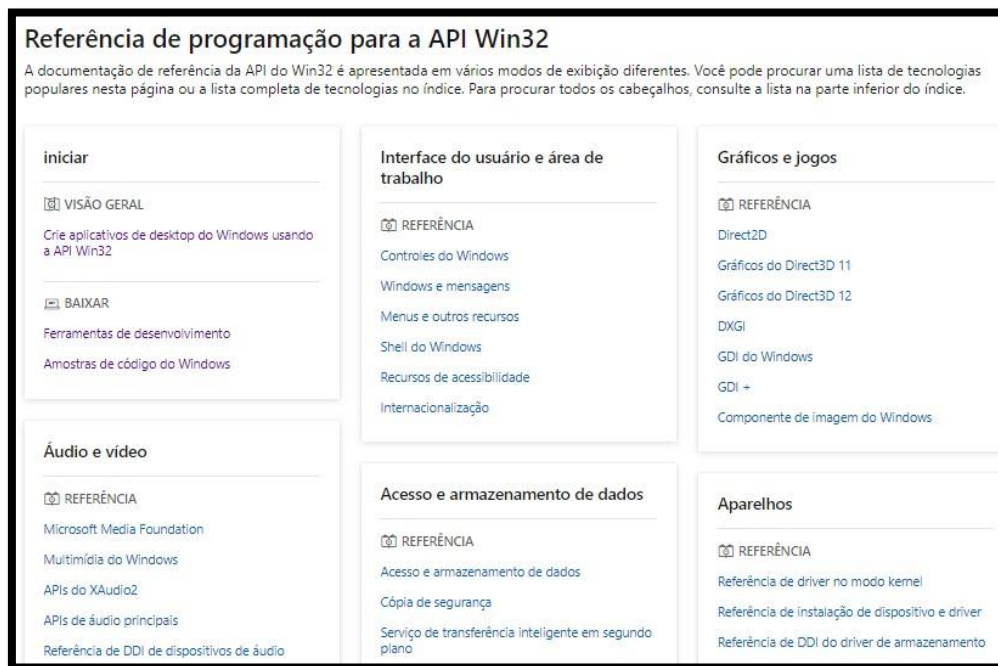 Referência de programação para a API Win32
A documentação de referência da API do Win32 é apresentada em vários modos de exibição diferentes. Você pode procurar uma lista de tecnologias
populares nesta página ou a lista completa de tecnologias no índice. Para procurar todos os cabeçalhos, consulte a lista na parte inferior do índice.
iniciar
VISÃO GERAL
Crie aplicativos de desktop do Windows usando
a API Win32
BAIXAR
Ferramentas de desenvolvimento
Amostras de código do Windows
Interface do usuário e área de
trabalho
REFERÊNCIA
Controles do Windows
Windows e mensagens
Menus e outros recursos
Shell do Windows
Recursos de acessibilidade
Internacionalização
Gráficos e jogos
REFERÊNCIA
Direct2D
Gráficos do Direct3D 11
Gráficos do Direct3D 12
DXGI
GDI do Windows
GDI +
Componente de imagem do Windows
Áudio e vídeo
REFERÊNCIA
Microsoft Media Foundation
Multimídia do Windows
APIs do XAudio2
APIs de áudio principais
Referência de DDI de dispositivos de áudio
Acesso e armazenamento de dados
REFERÊNCIA
Acesso e armazenamento de dados
Cópia de segurança
Serviço de transferência inteligente em segundo
plano
Aparelhos
REFERÊNCIA
Referência de driver no modo kernel
Referência de instalação de dispositivo e driver
Referência de DDI do driver de armazenamento